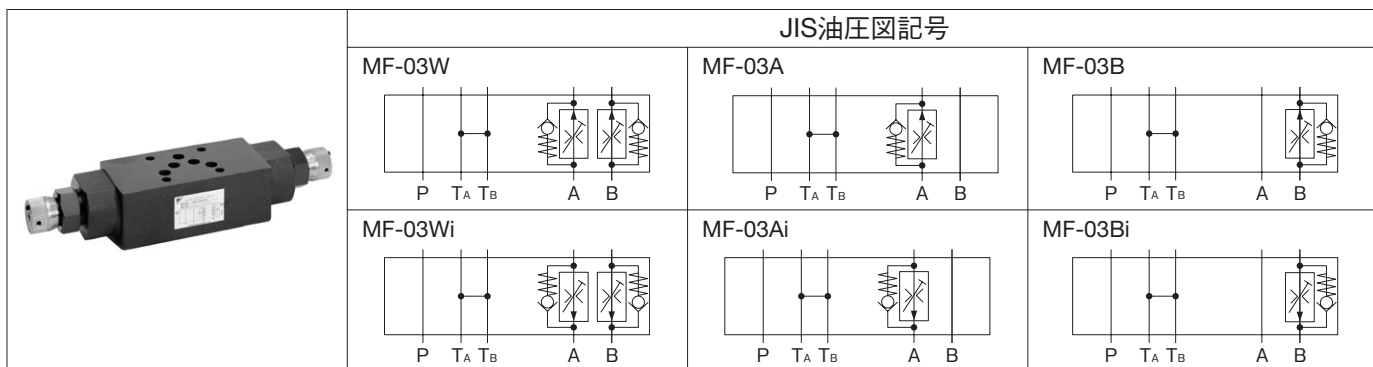 JIS油圧図記号
MF-03W
P TA TB A B
MF-03A
P TA TB A B
MF-03B
P TA TB A B
MF-03Wi
P TA TB A B
MF-03Ai
P TA TB A B
MF-03Bi
P TA TB A B